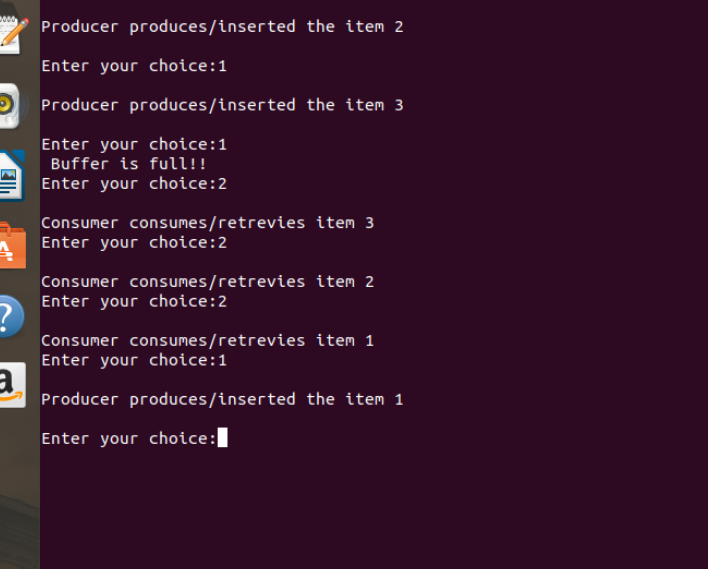 Producer produces/inserted the item 2
Enter your choice:1
Producer produces/inserted the item 3
Enter your choice:1
Buffer is full!!
Enter your choice:2
Consumer consumes/retrevies item 3
Enter your choice:2
Consumer consumes/retrevies item 2
Enter your choice:2
Consumer consumes/retrevies item 1
Enter your choice:1
Producer produces/inserted the item 1
Enter your choice: